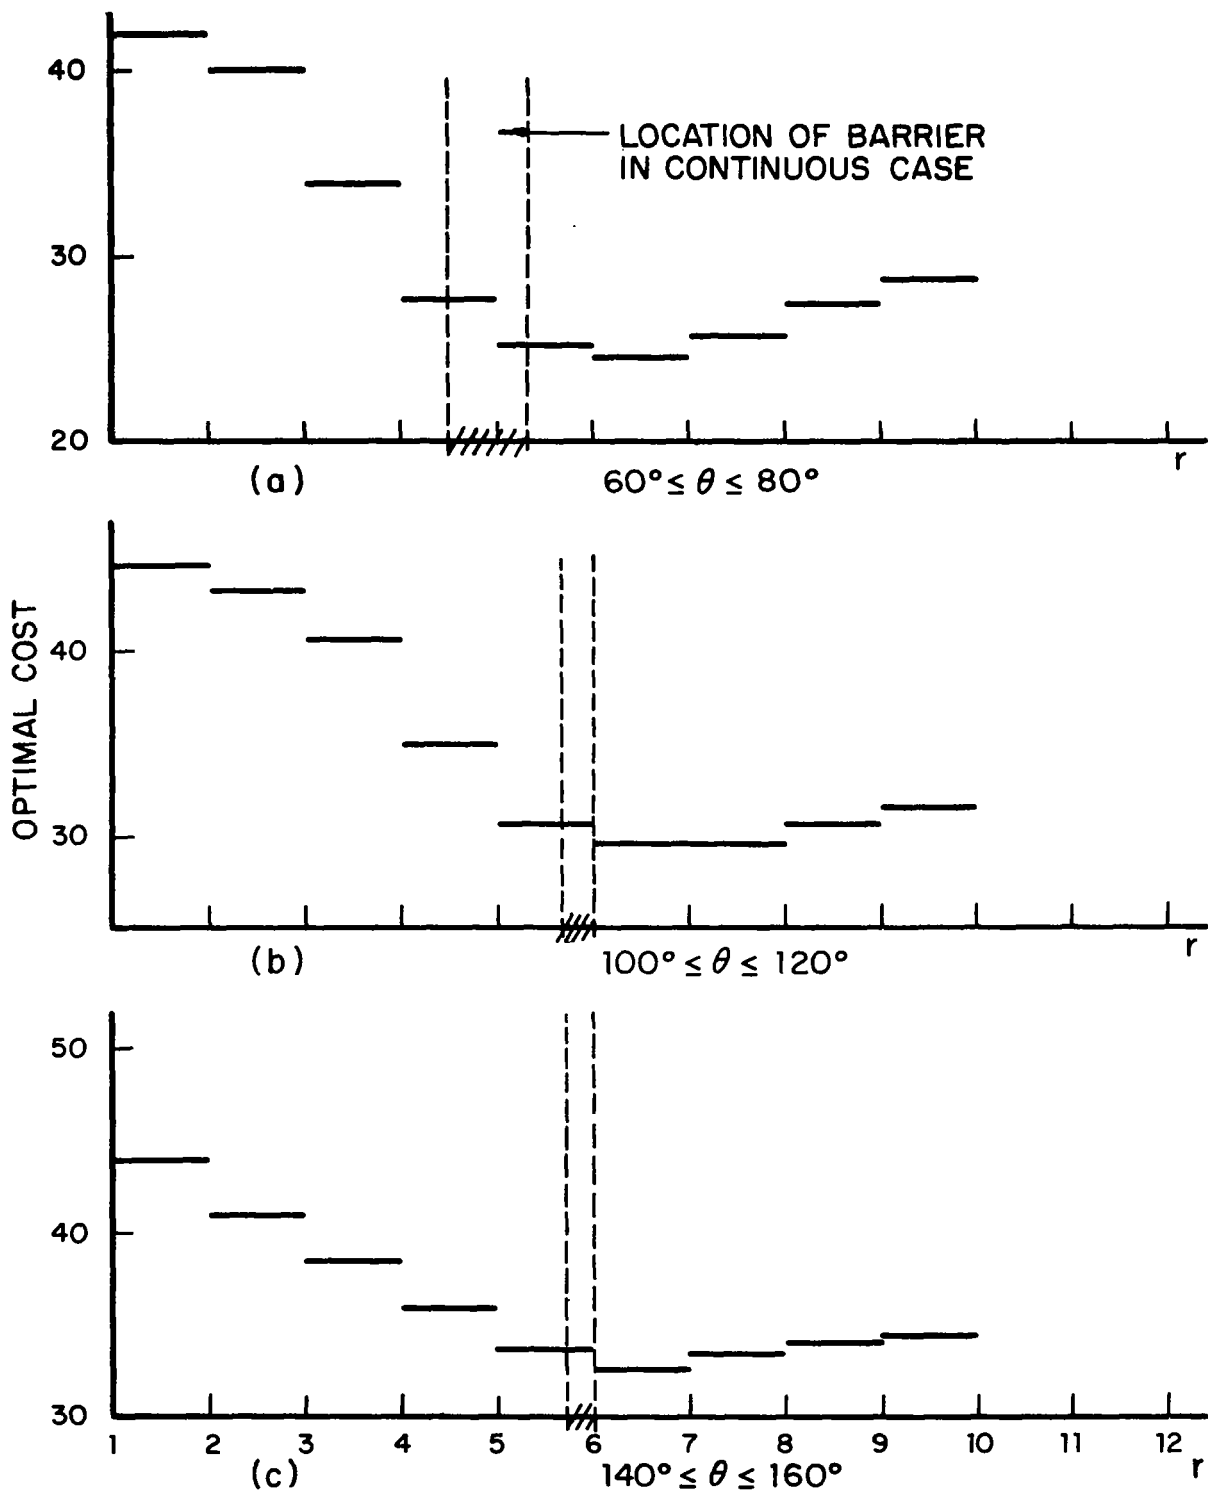 40
LOCATION OF BARRIER
IN CONTINUOUS CASE
30
20
r
(a) 60° ≤ θ ≤ 80°
OPTIMAL COST
40
30
r
(b) 100° ≤ θ ≤ 120°
50
40
30
1 2 3 4 5 6 7 8 9 10 11 12
r
(c) 140° ≤ θ ≤ 160°